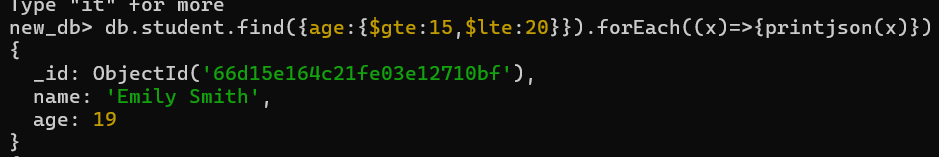 Type "it" for more
new_db> db.student.find({age:{$gte:15,$lte:20}}).forEach((x)=>{printjson(x)})
{
  _id: ObjectId('66d15e164c21fe03e12710bf'),
  name: 'Emily Smith',
  age: 19
}